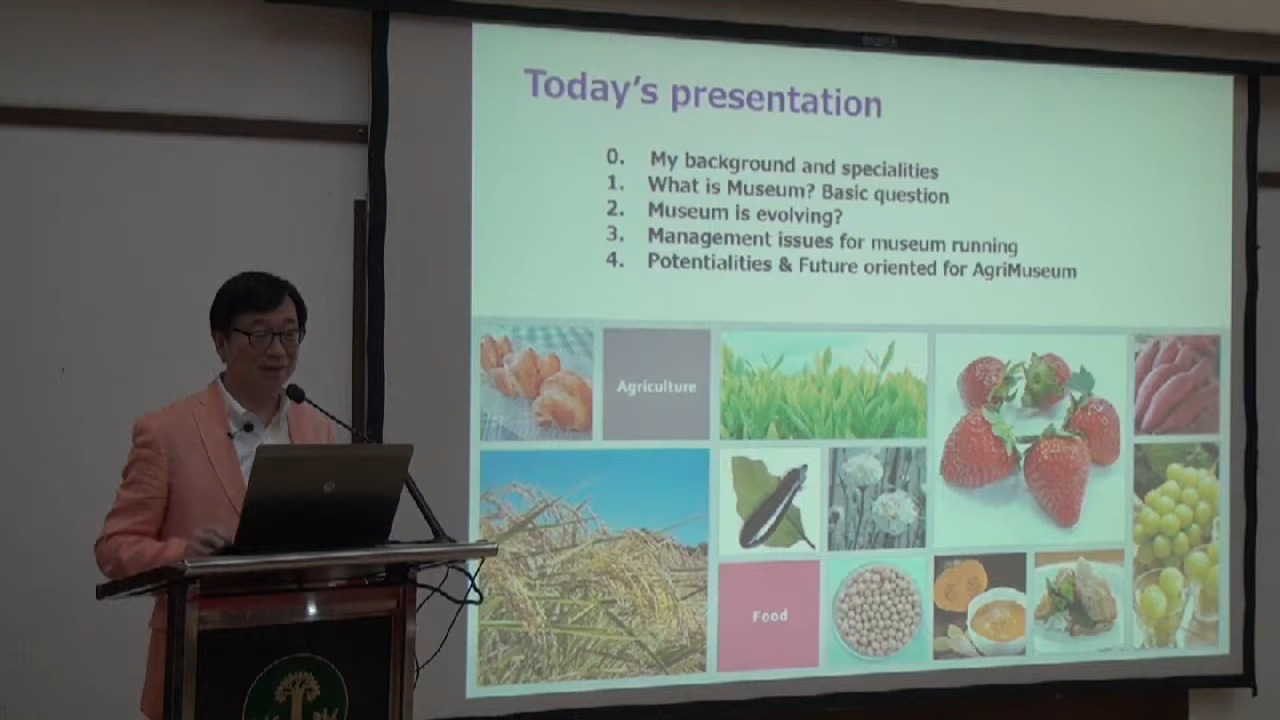 Today's presentation
0. My background and specialities
1. What is Museum? Basic question
2. Museum is evolving?
3. Management issues for museum running
4. Potentialities & Future oriented for AgriMuseum
Agriculture
Food